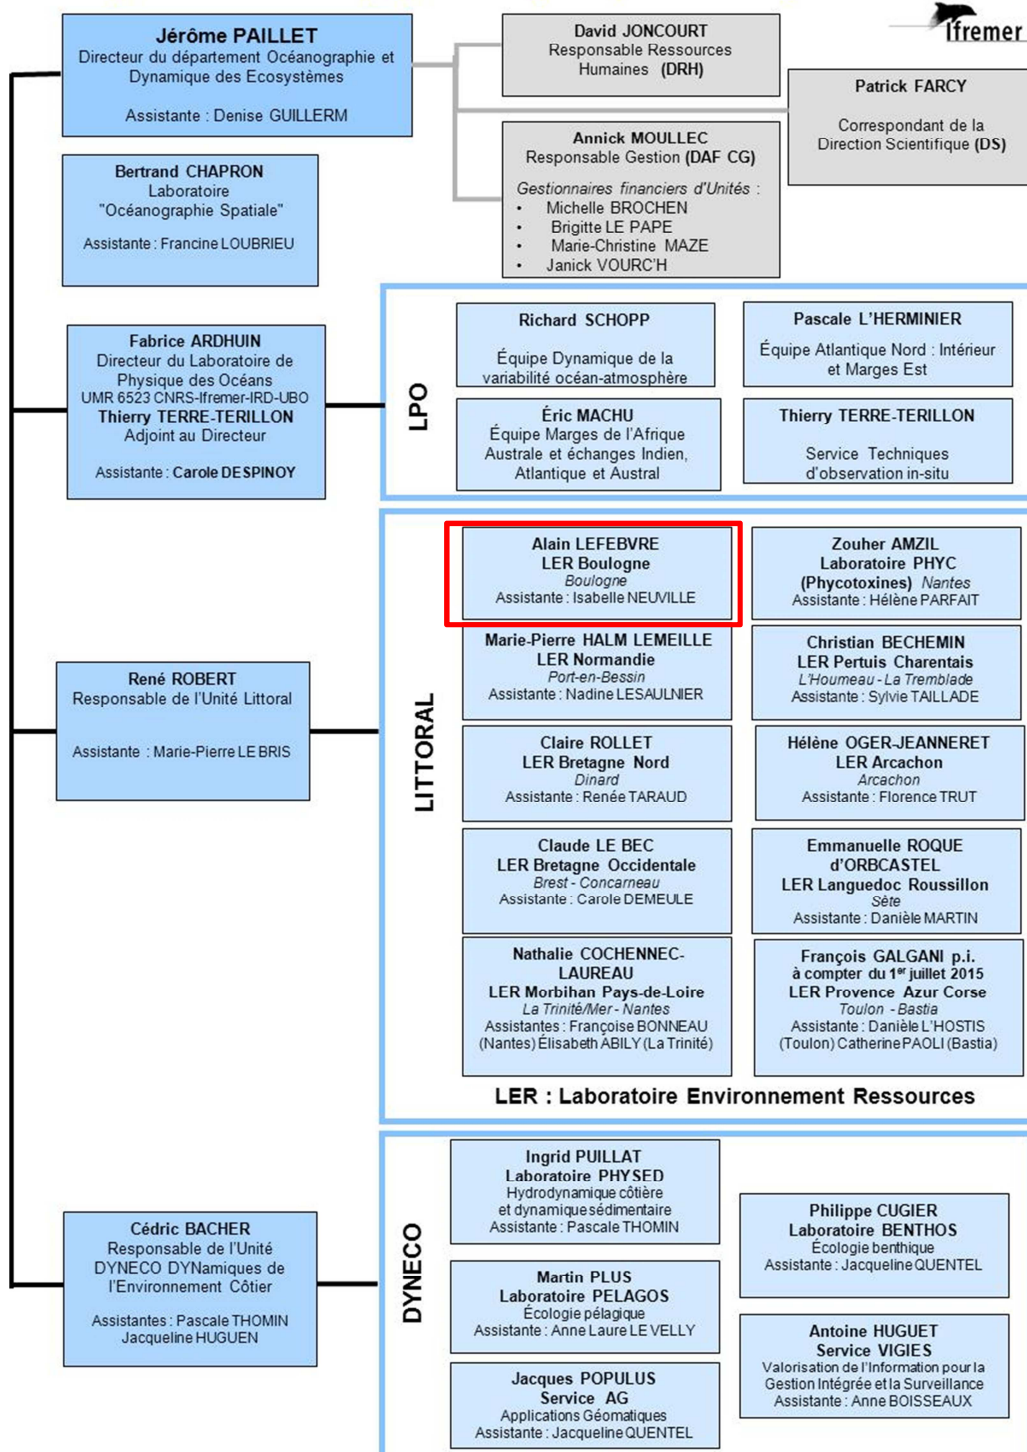 Jérôme PAILLET
Directeur du département Océanographie et
Dynamique des Ecosystèmes
Assistante : Denise GUILLERM
David JONCOURT
Responsable Ressources
Humaines (DRH)
Ifremer
Patrick FARCY
Correspondant de la
Direction Scientifique (DS)
Annick MOULLEC
Responsable Gestion (DAF CG)
Gestionnaires financiers d'Unités :
• Michelle BROCHEN
• Brigitte LE PAPE
• Marie-Christine MAZE
• Janick VOURC'H
Bertrand CHAPRON
Laboratoire
"Océanographie Spatiale"
Assistante : Francine LOUBRIEU
Fabrice ARDHUIN
Directeur du Laboratoire de
Physique des Océans
UMR 6523 CNRS-Ifremer-IRD-UBO
Thierry TERRE-TERILLON
Adjoint au Directeur
Assistante : Carole DESPINOY
LPO
Richard SCHOPP
Équipe Dynamique de la
variabilité océan-atmosphère
Pascale L'HERMINIER
Équipe Atlantique Nord : Intérieur
et Marges Est
Éric MACHU
Équipe Marges de l'Afrique
Australe et échanges Indien,
Atlantique et Austral
Thierry TERRE-TERILLON
Service Techniques
d'observation in-situ
René ROBERT
Responsable de l'Unité Littoral
Assistante : Marie-Pierre LE BRIS
LITTORAL
Alain LEFEBVRE
LER Boulogne
Boulogne
Assistante : Isabelle NEUVILLE
Zouher AMZIL
Laboratoire PHYC
(Phycotoxines) Nantes
Assistante : Hélène PARFAIT
Marie-Pierre HALM LEMEILLE
LER Normandie
Port-en-Bessin
Assistante : Nadine LESAULNIER
Christian BECHEMIN
LER Pertuis Charentais
L'Houmeau - La Tremblade
Assistante : Sylvie TAILLADE
Claire ROLLET
LER Bretagne Nord
Dinard
Assistante : Renée TARAUD
Hélène OGER-JEANNERET
LER Arcachon
Arcachon
Assistante : Florence TRUT
Claude LE BEC
LER Bretagne Occidentale
Brest - Concarneau
Assistante : Carole DEMEULE
Emmanuelle ROQUE
d'ORBCASTEL
LER Languedoc Roussillon
Sète
Assistante : Danièle MARTIN
Nathalie COCHENNEC-
LAUREAU
LER Morbihan Pays-de-Loire
La Trinité/Mer - Nantes
Assistantes : Françoise BONNEAU
(Nantes) Élisabeth ABILY (La Trinité)
François GALGANI p.i.
à compter du 1er juillet 2015
LER Provence Azur Corse
Toulon - Bastia
Assistante : Danièle L'HOSTIS
(Toulon) Catherine PAOLI (Bastia)
LER : Laboratoire Environnement Ressources
Cédric BACHER
Responsable de l'Unité
DYNECO DYNamiques de
l'Environnement Côtier
Assistantes : Pascale THOMIN
Jacqueline HUGUEN
DYNECO
Ingrid PUILLAT
Laboratoire PHYSED
Hydrodynamique côtière
et dynamique sédimentaire
Assistante : Pascale THOMIN
Philippe CUGIER
Laboratoire BENTHOS
Écologie benthique
Assistante : Jacqueline QUENTEL
Martin PLUS
Laboratoire PELAGOS
Écologie pélagique
Assistante : Anne Laure LE VELLY
Antoine HUGUET
Service VIGIES
Valorisation de l'Information pour la
Gestion Intégrée et la Surveillance
Assistante : Anne BOISSEAUX
Jacques POPULUS
Service AG
Applications Géomatiques
Assistante : Jacqueline QUENTEL